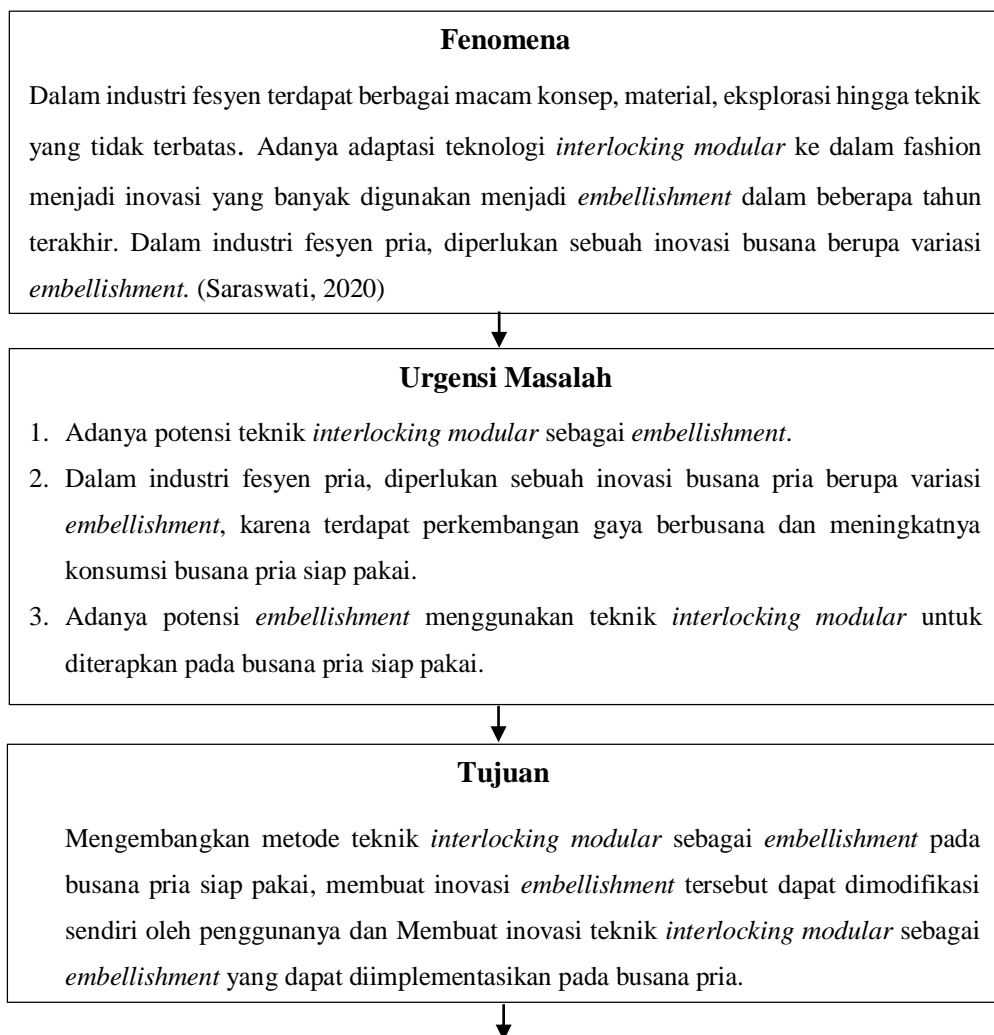 Fenomena
Dalam industri fesyen terdapat berbagai macam konsep, material, eksplorasi hingga teknik
yang tidak terbatas. Adanya adaptasi teknologi interlocking modular ke dalam fashion
menjadi inovasi yang banyak digunakan menjadi embellishment dalam beberapa tahun
terakhir. Dalam industri fesyen pria, diperlukan sebuah inovasi busana berupa variasi
embellishment. (Saraswati, 2020)
Urgensi Masalah
1. Adanya potensi teknik interlocking modular sebagai embellishment.
2. Dalam industri fesyen pria, diperlukan sebuah inovasi busana pria berupa variasi
embellishment, karena terdapat perkembangan gaya berbusana dan meningkatnya
konsumsi busana pria siap pakai.
3. Adanya potensi embellishment menggunakan teknik interlocking modular untuk
diterapkan pada busana pria siap pakai.
Tujuan
Mengembangkan metode teknik interlocking modular sebagai embellishment pada
busana pria siap pakai, membuat inovasi embellishment tersebut dapat dimodifikasi
sendiri oleh penggunanya dan Membuat inovasi teknik interlocking modular sebagai
embellishment yang dapat diimplementasikan pada busana pria.